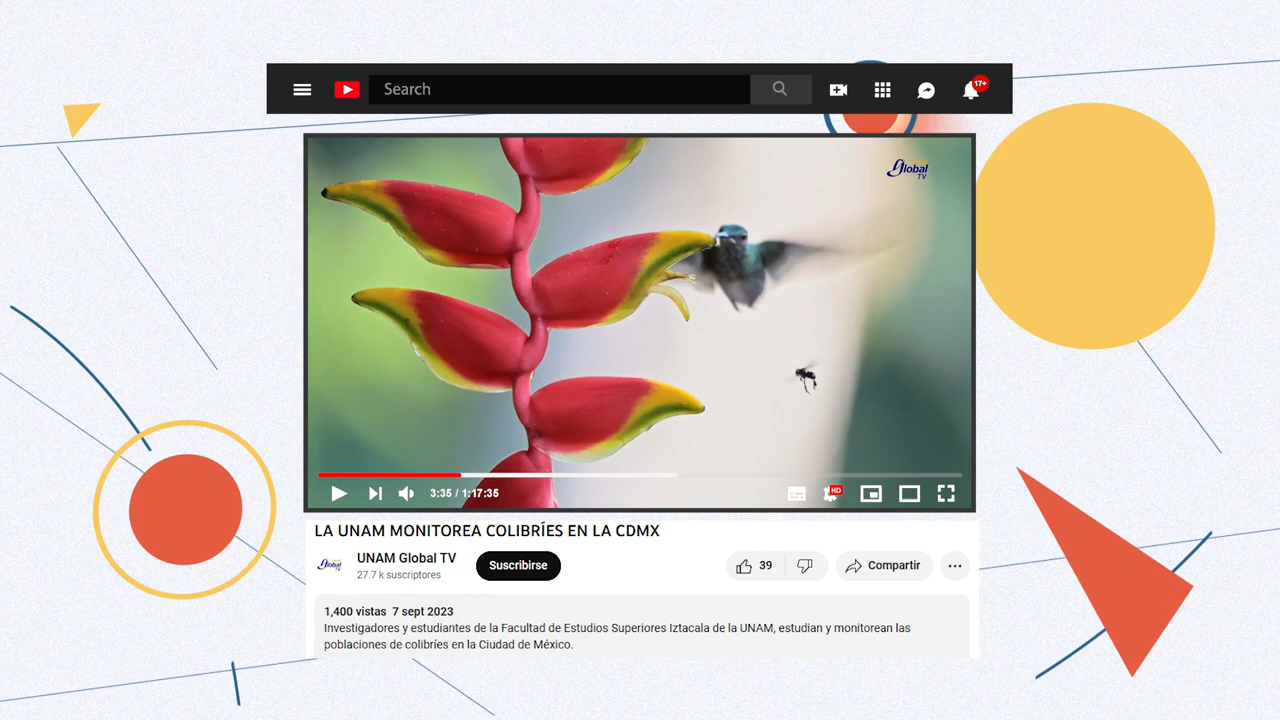 Search
17+
Global
TV
3:35 / 1:17:35
HD
LA UNAM MONITOREA COLIBRÍES EN LA CDMX
UNAM Global TV
27.7 k suscriptores
Suscribirse
39
Compartir
1,400 vistas 7 sept 2023
Investigadores y estudiantes de la Facultad de Estudios Superiores Iztacala de la UNAM, estudian y monitorean las
poblaciones de colibríes en la Ciudad de México.